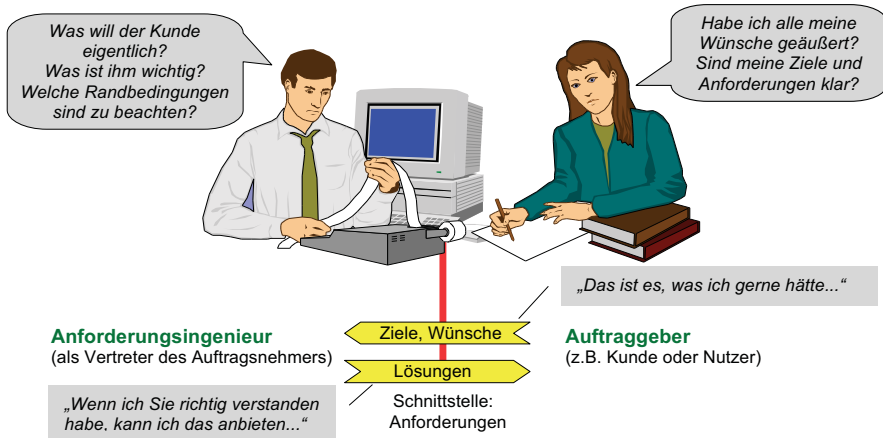 Was will der Kunde
eigentlich?
Was ist ihm wichtig?
Welche Randbedingungen
sind zu beachten?
Habe ich alle meine
Wünsche geäußert?
Sind meine Ziele und
Anforderungen klar?
„Das ist es, was ich gerne hätte...“
Anforderungsingenieur
(als Vertreter des Auftragsnehmers)
Ziele, Wünsche
Lösungen
Auftraggeber
(z.B. Kunde oder Nutzer)
„Wenn ich Sie richtig verstanden
habe, kann ich das anbieten...“
Schnittstelle:
Anforderungen